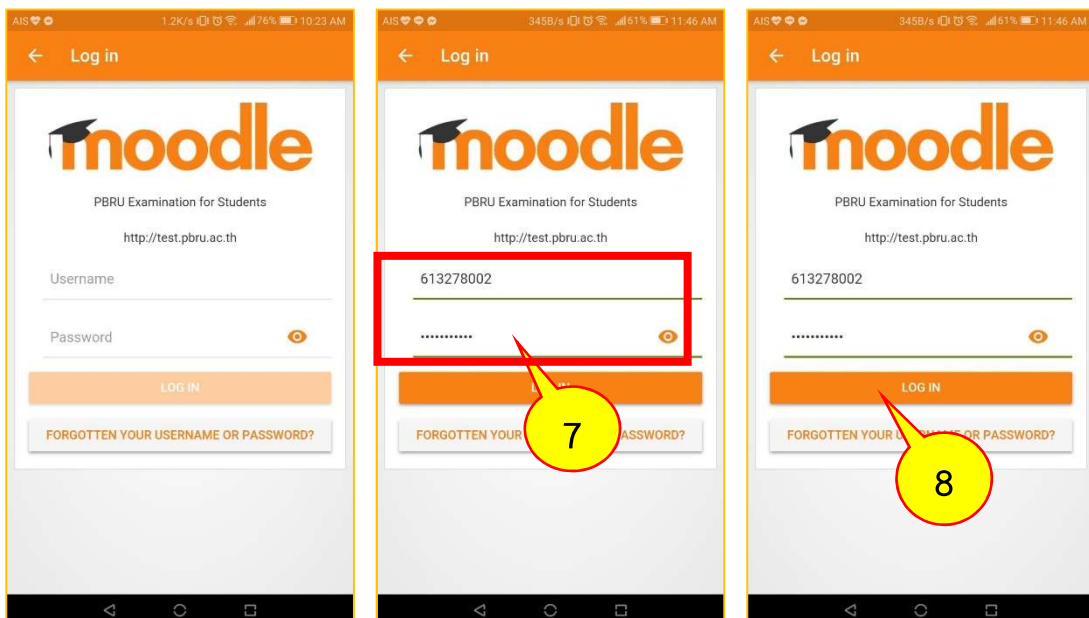 AIS 1.2K/s 76% 10:23 AM
Log in
moodle
PBRU Examination for Students
http://test.pbru.ac.th
Username
Password
LOG IN
FORGOTTEN YOUR USERNAME OR PASSWORD?
AIS 345B/s 61% 11:46 AM
Log in
moodle
PBRU Examination for Students
http://test.pbru.ac.th
613278002
•••••••••••
FORGOTTEN YOUR PASSWORD?
7
AIS 345B/s 61% 11:46 AM
Log in
moodle
PBRU Examination for Students
http://test.pbru.ac.th
613278002
•••••••••••
LOG IN
FORGOTTEN YOUR USERNAME OR PASSWORD?
8